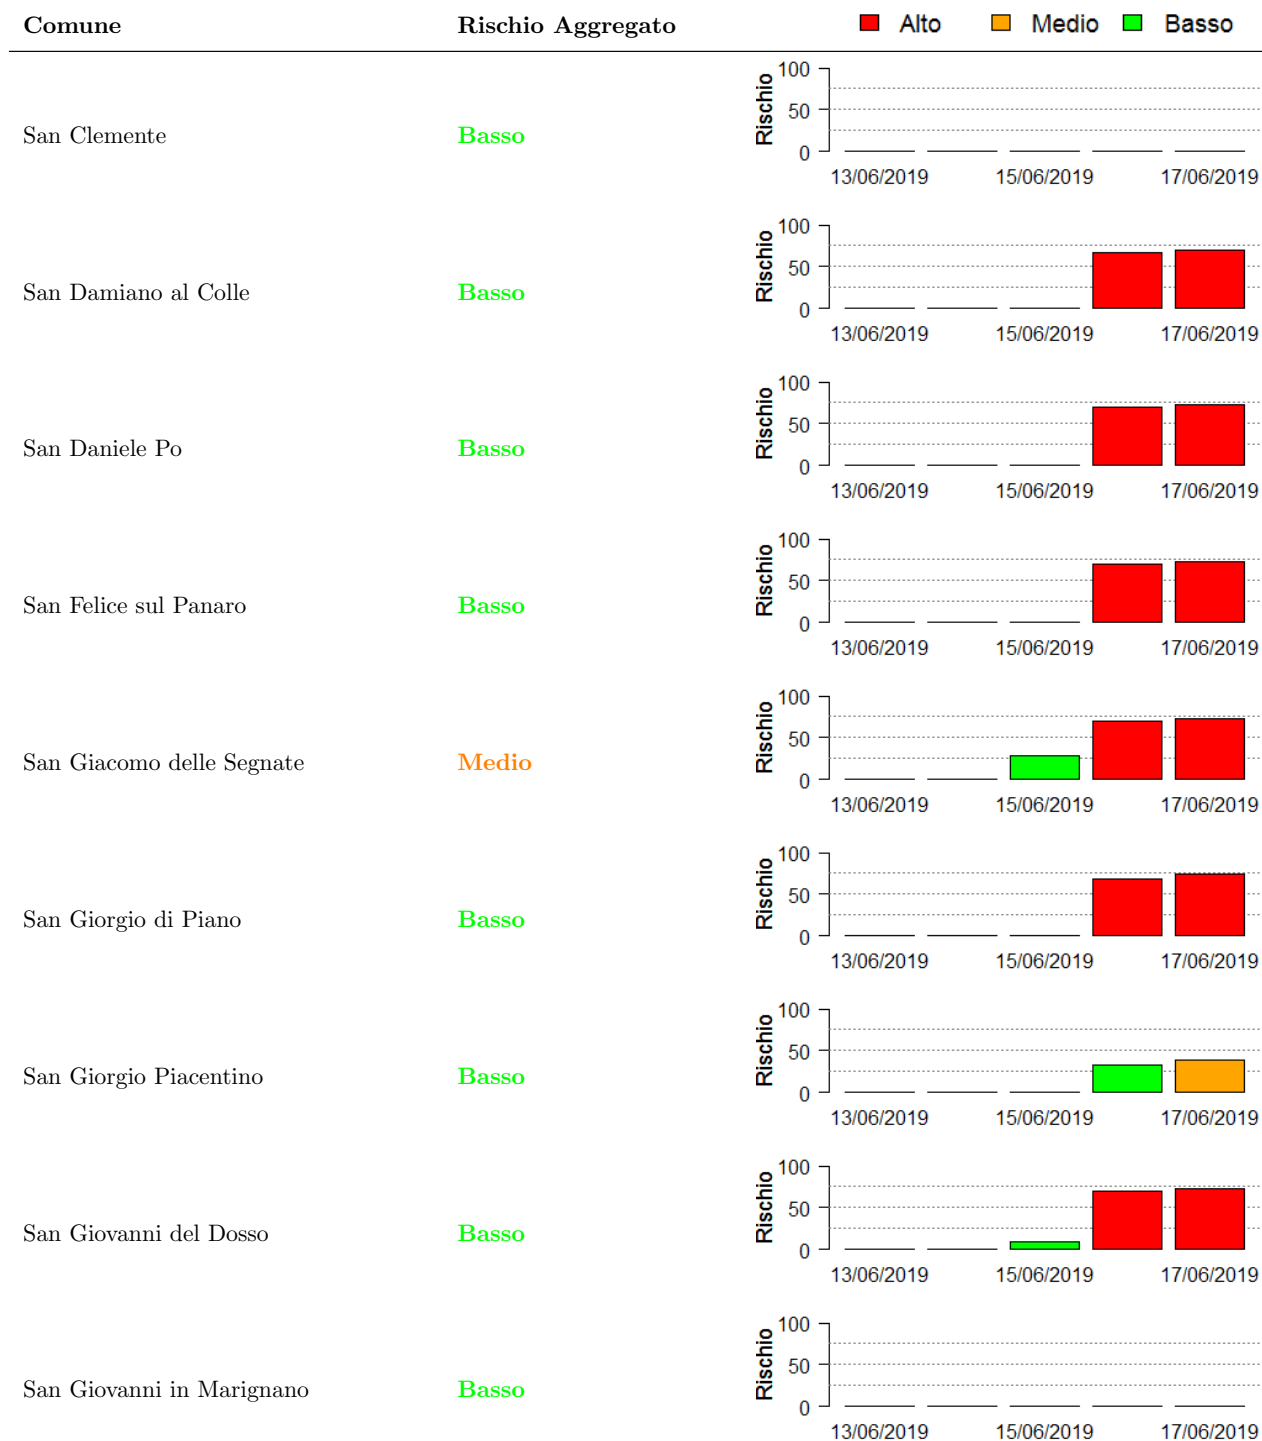 Comune Rischio Aggregato Alto Medio Basso
100
50
0
Rischio
San Clemente Basso
13/06/2019 15/06/2019 17/06/2019
100
50
0
Rischio
San Damiano al Colle Basso
13/06/2019 15/06/2019 17/06/2019
100
50
0
Rischio
San Daniele Po Basso
13/06/2019 15/06/2019 17/06/2019
100
50
0
Rischio
San Felice sul Panaro Basso
13/06/2019 15/06/2019 17/06/2019
100
50
0
Rischio
San Giacomo delle Segnate Medio
13/06/2019 15/06/2019 17/06/2019
100
50
0
Rischio
San Giorgio di Piano Basso
13/06/2019 15/06/2019 17/06/2019
100
50
0
Rischio
San Giorgio Piacentino Basso
13/06/2019 15/06/2019 17/06/2019
100
50
0
Rischio
San Giovanni del Dosso Basso
13/06/2019 15/06/2019 17/06/2019
100
50
0
Rischio
San Giovanni in Marignano Basso
13/06/2019 15/06/2019 17/06/2019